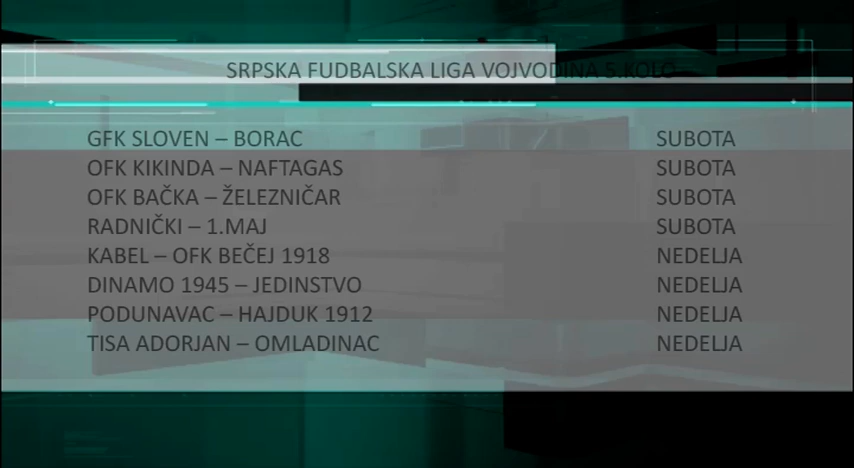 SRPSKA FUDBALSKA LIGA VOJVODINA 5.KOLO
GFK SLOVEN – BORAC SUBOTA
OFK KIKINDA – NAFTAGAS SUBOTA
OFK BAČKA – ŽELEZNIČAR SUBOTA
RADNIČKI – 1.MAJ SUBOTA
KABEL – OFK BEČEJ 1918 NEDELJA
DINAMO 1945 – JEDINSTVO NEDELJA
PODUNAVAC – HAJDUK 1912 NEDELJA
TISA ADORJAN – OMLADINAC NEDELJA